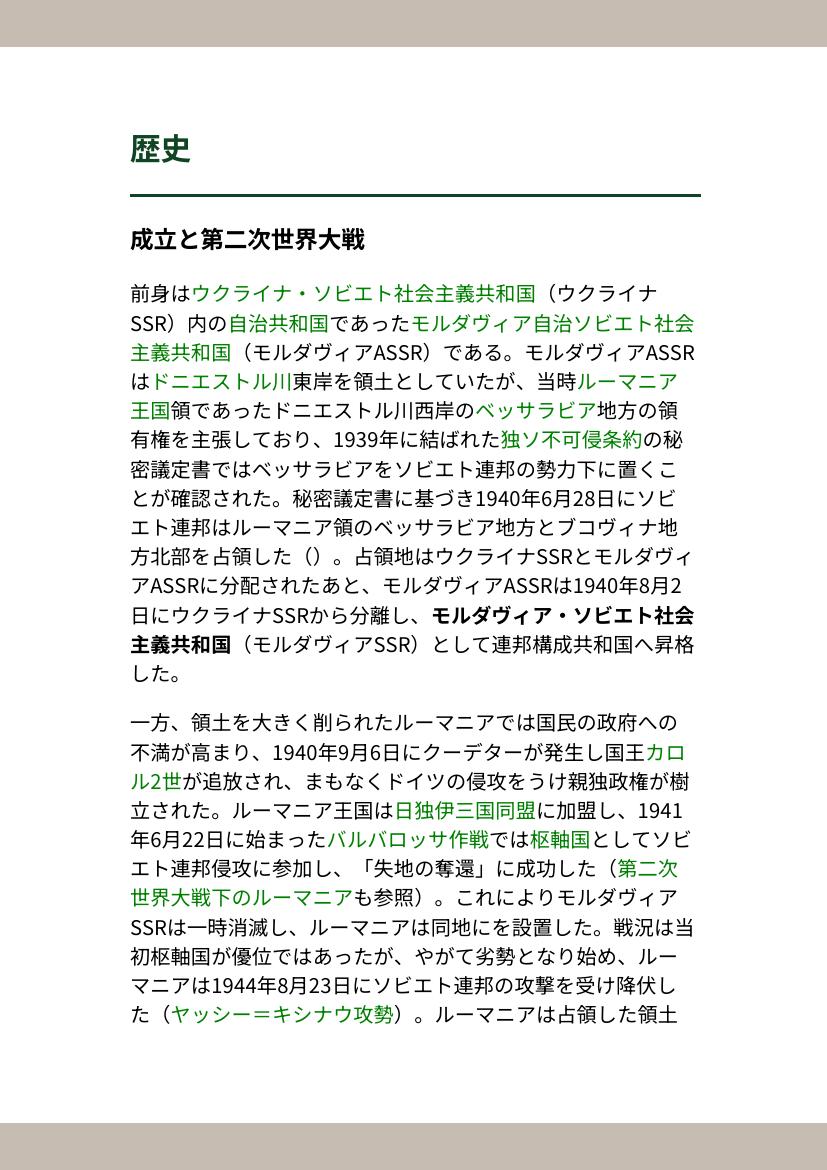 歴史
成立と第二次世界大戦
前身はウクライナ・ソビエト社会主義共和国（ウクライナ
SSR）内の自治共和国であったモルダヴィア自治ソビエト社会
主義共和国（モルダヴィアASSR）である。モルダヴィアASSR
はドニエストル川東岸を領土としていたが、当時ルーマニア
王国領であったドニエストル川西岸のベッサラビア地方の領
有権を主張しており、1939年に結ばれた独ソ不可侵条約の秘
密議定書ではベッサラビアをソビエト連邦の勢力下に置くこ
とが確認された。秘密議定書に基づき1940年6月28日にソビ
エト連邦はルーマニア領のベッサラビア地方とブコヴィナ地
方北部を占領した（）。占領地はウクライナSSRとモルダヴィ
アASSRに分配されたあと、モルダヴィアASSRは1940年8月2
日にウクライナSSRから分離し、モルダヴィア・ソビエト社会
主義共和国（モルダヴィアSSR）として連邦構成共和国へ昇格
した。
一方、領土を大きく削られたルーマニアでは国民の政府への
不満が高まり、1940年9月6日にクーデターが発生し国王カロ
ル2世が追放され、まもなくドイツの侵攻をうけ親独政権が樹
立された。ルーマニア王国は日独伊三国同盟に加盟し、1941
年6月22日に始まったバルバロッサ作戦では枢軸国としてソビ
エト連邦侵攻に参加し、「失地の奪還」に成功した（第二次
世界大戦下のルーマニアも参照）。これによりモルダヴィア
SSRは一時消滅し、ルーマニアは同地にを設置した。戦況は当
初枢軸国が優位ではあったが、やがて劣勢となり始め、ルー
マニアは1944年8月23日にソビエト連邦の攻撃を受け降伏し
た（ヤッシー＝キシナウ攻勢）。ルーマニアは占領した領土